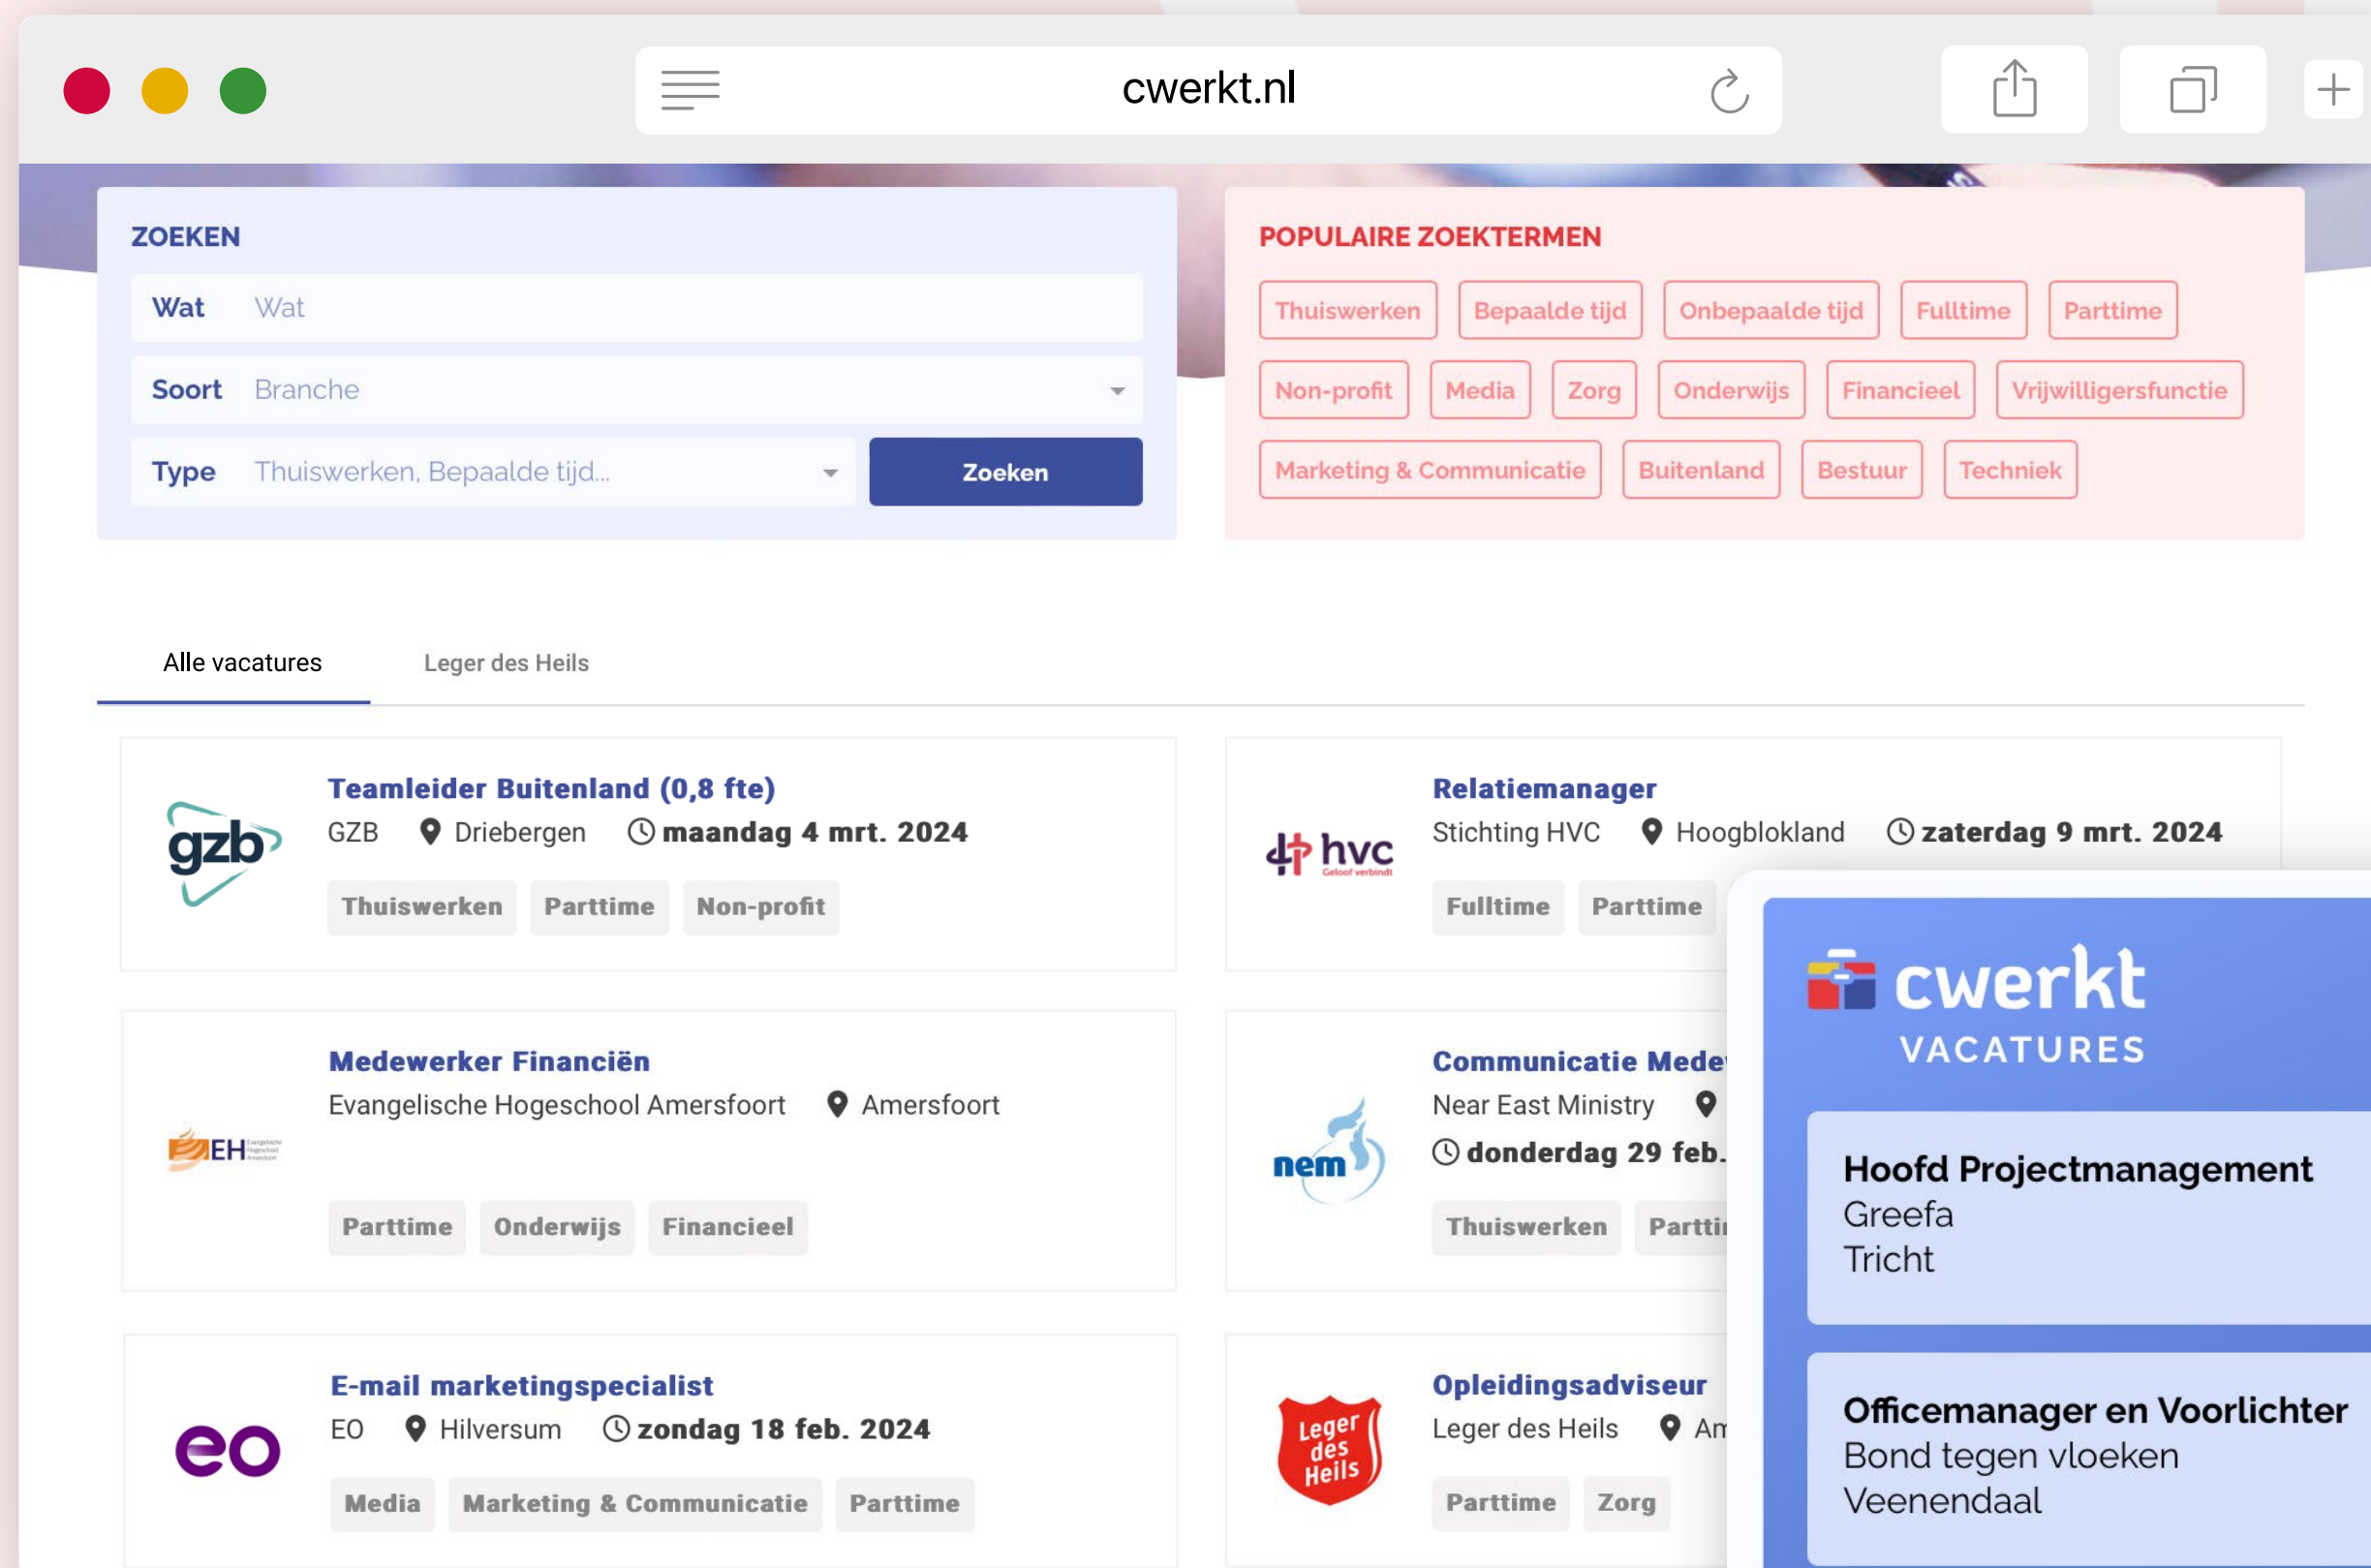 cwerkt.nl
ZOEKEN
Wat Wat
Soort Branche
Type Thuiswerken, Bepaalde tijd...
Zoeken
POPULAIRE ZOEKTERMEN
Thuiswerken Bepaalde tijd Onbepaalde tijd Fulltime Parttime
Non-profit Media Zorg Onderwijs Financieel Vrijwilligersfunctie
Marketing & Communicatie Buitenland Bestuur Techniek
Alle vacatures Leger des Heils
gzb
Teamleider Buitenland (0,8 fte)
GZB Driebergen maandag 4 mrt. 2024
Thuiswerken Parttime Non-profit
hvc
Geloof verbindt
Relatiemanager
Stichting HVC Hoogblokland zaterdag 9 mrt. 2024
Fulltime Parttime
EH Evangelische
Hogeschool
Amersfoort
Medewerker Financiën
Evangelische Hogeschool Amersfoort Amersfoort
Parttime Onderwijs Financieel
nem
Communicatie
Near East Ministry
donderdag 29 feb.
Thuiswerken
eo
E-mail marketingspecialist
EO Hilversum zondag 18 feb. 2024
Media Marketing & Communicatie Parttime
Leger
des
Heils
Opleidingsadviseur
Leger des Heils
Parttime Zorg
cwerkt
VACATURES
Hoofd Projectmanagement
Greefa
Tricht
Officemanager en Voorlichter
Bond tegen vloeken
Veenendaal